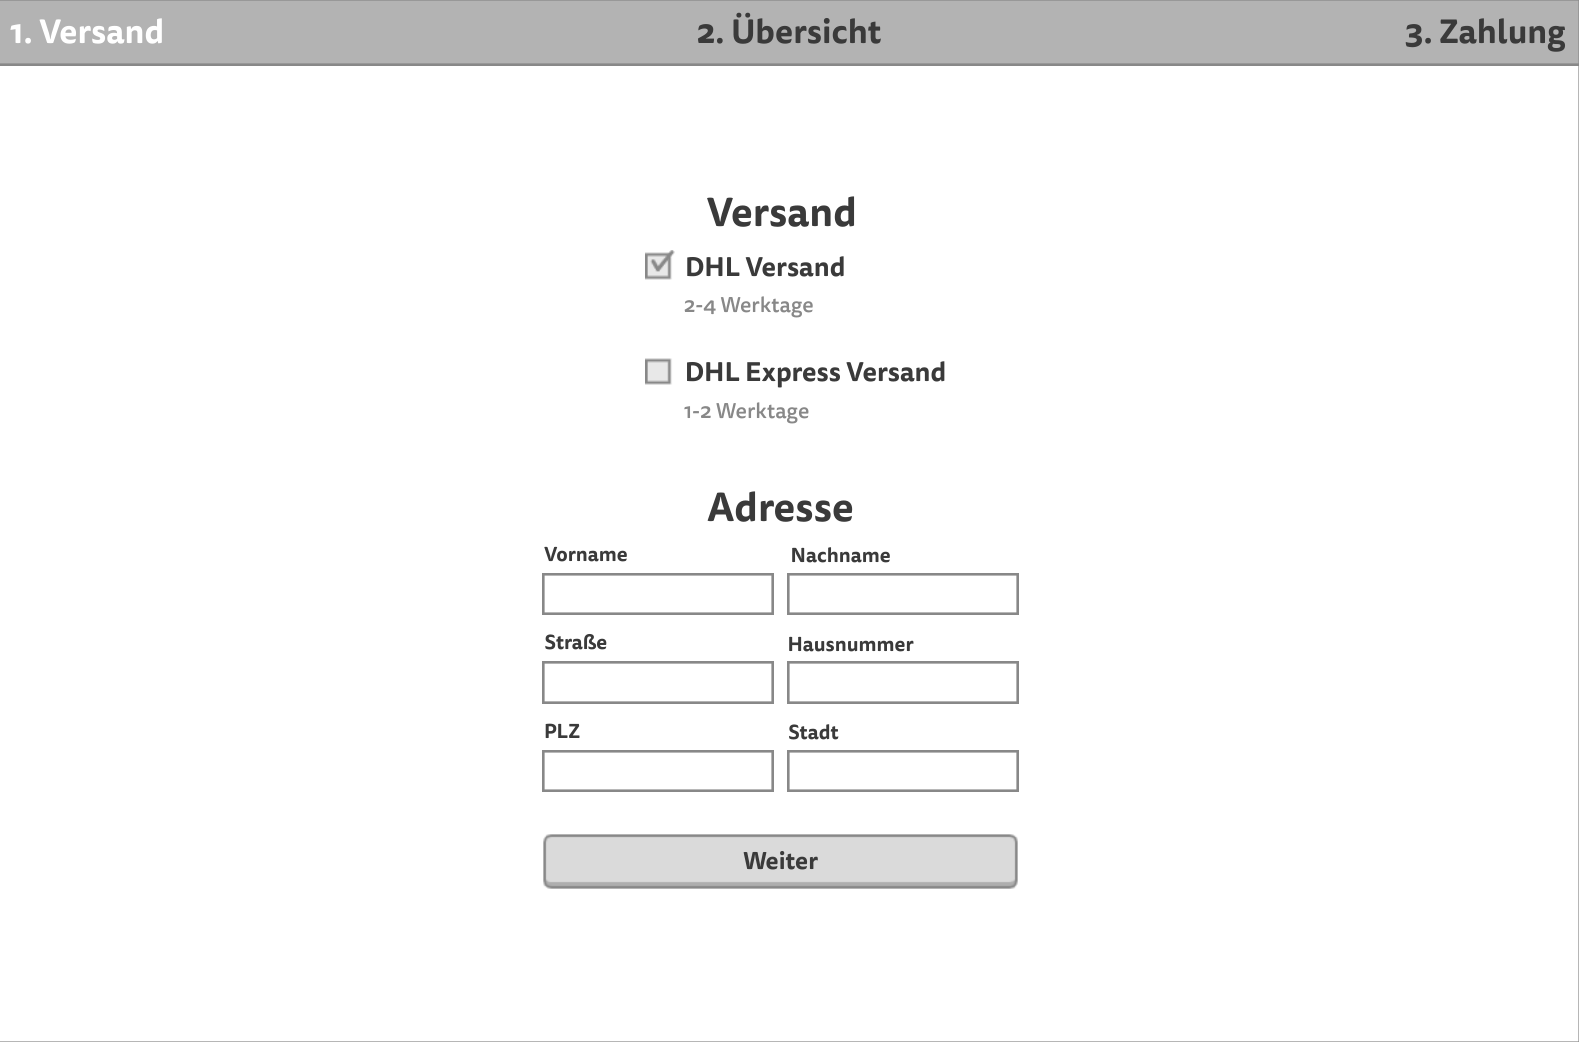 1. Versand 2. Übersicht 3. Zahlung
Versand
DHL Versand
2-4 Werktage
DHL Express Versand
1-2 Werktage
Adresse
Vorname Nachname
Straße Hausnummer
PLZ Stadt
Weiter